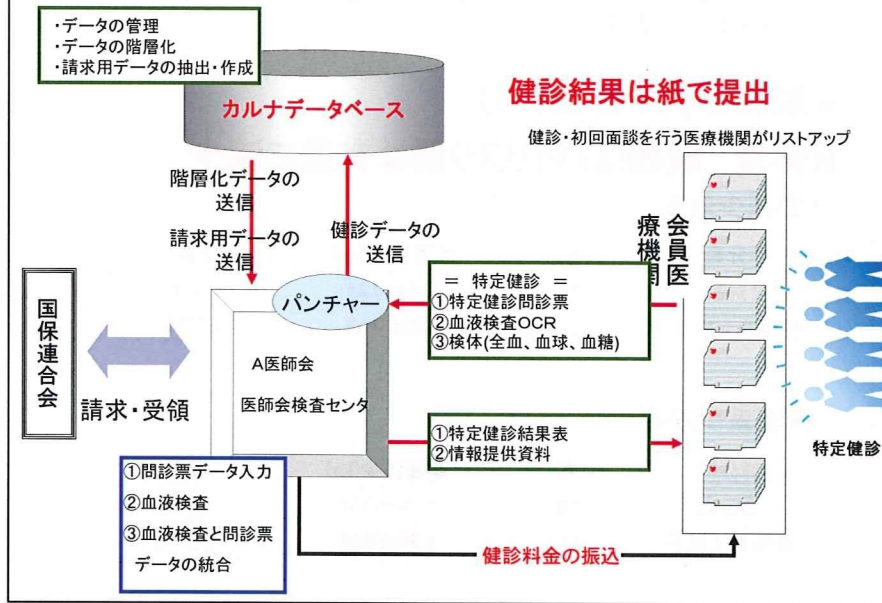 ・データの管理
・データの階層化
・請求用データの抽出・作成
カルナデータベース
健診結果は紙で提出
健診・初回面談を行う医療機関がリストアップ
階層化データの
送信
請求用データの
送信
健診データの
送信
会員医
療機関
= 特定健診 =
①特定健診問診票
②血液検査OCR
③検体(全血、血球、血糖)
パンチャー
国保連合会
請求・受領
A医師会
医師会検査センタ
①特定健診結果表
②情報提供資料
特定健診
①問診票データ入力
②血液検査
③血液検査と問診票
データの統合
健診料金の振込